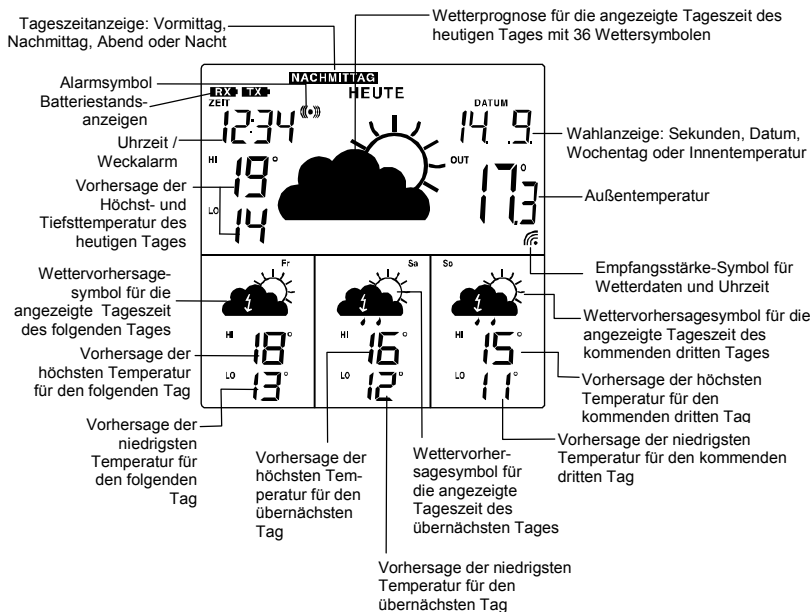 Tageszeitanzeige: Vormittag,
Nachmittag, Abend oder Nacht
Wetterprognose für die angezeigte Tageszeit des
heutigen Tages mit 36 Wettersymbolen
Alarmsymbol
Batteriestands-
anzeigen
Uhrzeit /
Weckalarm
Vorhersage der
Höchst- und
Tiefsttemperatur des
heutigen Tages
NACHMITTAG
HEUTE
RX TX
ZEIT
12:34
DATUM
14. 9.
HI
19°
LO
14
OUT
17.3°
Wahlanzeige: Sekunden, Datum,
Wochentag oder Innentemperatur
Außentemperatur
Empfangsstärke-Symbol für
Wetterdaten und Uhrzeit
Wettervorhersage-
symbol für die
angezeigte Tageszeit
des folgenden Tages
Vorhersage der
höchsten Temperatur
für den folgenden Tag
Vorhersage der
niedrigsten
Temperatur für
den folgenden
Tag
Fr
HI 18°
LO 13°
Sa
HI 16°
LO 12°
So
HI 15°
LO 11°
Wettervorhersagesymbol für die
angezeigte Tageszeit des
kommenden dritten Tages
Vorhersage der höchsten
Temperatur für den
kommenden dritten Tag
Vorhersage der niedrigsten
Temperatur für den kommenden
dritten Tag
Vorhersage der
höchsten Tem-
peratur für den
übernächsten
Tag
Wettervorher-
sagesymbol für
die angezeigte
Tageszeit des
übernächsten Tages
Vorhersage der niedrigsten
Temperatur für den
übernächsten Tag